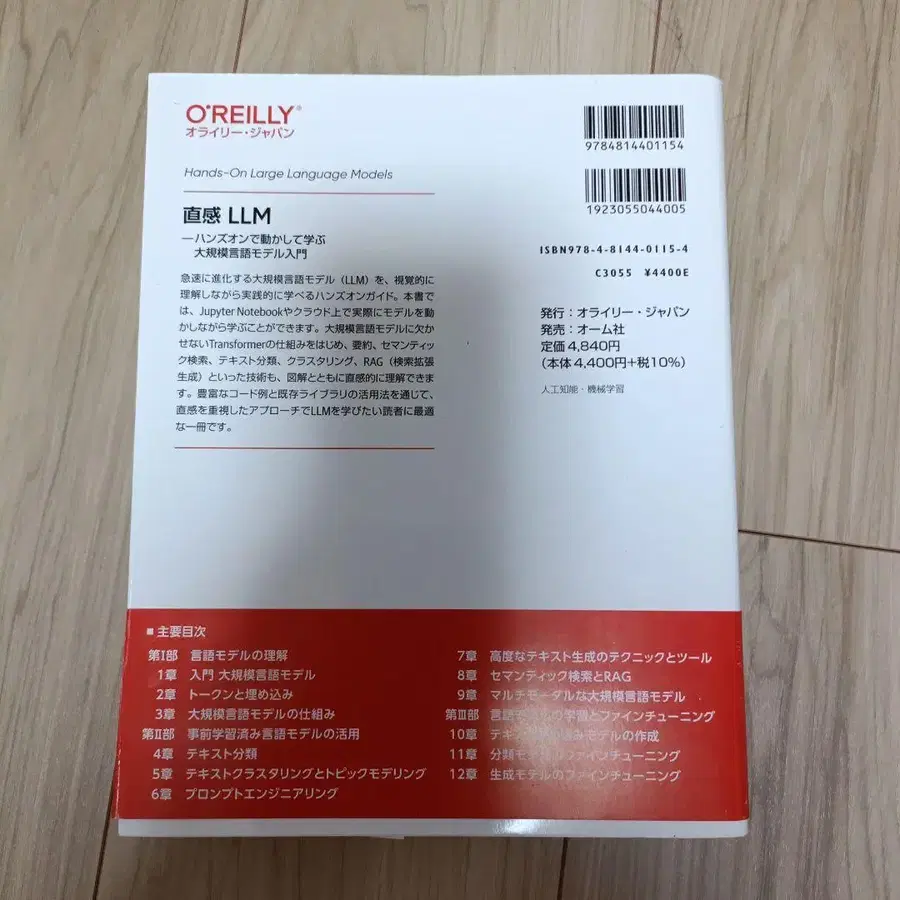 O'REILLY®
オライリー・ジャパン
Hands-On Large Language Models
直感 LLM
―ハンズオンで動かして学ぶ
大規模言語モデル入門
急速に進化する大規模言語モデル（LLM）を、視覚的に
理解しながら実践的に学べるハンズオンガイド。本書で
は、Jupyter Notebookやクラウド上で実際にモデルを動
かしながら学ぶことができます。大規模言語モデルに欠か
せないTransformerの仕組みをはじめ、要約、セマンティッ
ク検索、テキスト分類、クラスタリング、RAG（検索拡張
生成）といった技術も、図解とともに直感的に理解できま
す。豊富なコード例と既存ライブラリの活用法を通じて、
直感を重視したアプローチでLLMを学びたい読者に最適
な一冊です。
9784814401154
1923055044005
ISBN978-4-8144-0115-4
C3055 ¥4400E
発行：オライリー・ジャパン
発売：オーム社
定価 4,840円
（本体 4,400円+税10%）
人工知能・機械学習
■ 主要目次
第Ⅰ部 言語モデルの理解
1章 入門 大規模言語モデル
2章 トークンと埋め込み
3章 大規模言語モデルの仕組み
第Ⅱ部 事前学習済み言語モデルの活用
4章 テキスト分類
5章 テキストクラスタリングとトピックモデリング
6章 プロンプトエンジニアリング
7章 高度なテキスト生成のテクニックとツール
8章 セマンティック検索とRAG
9章 マルチモーダルな大規模言語モデル
第Ⅲ部 言語モデルの学習とファインチューニング
10章 テキスト埋め込みモデルの作成
11章 分類モデルのファインチューニング
12章 生成モデルのファインチューニング